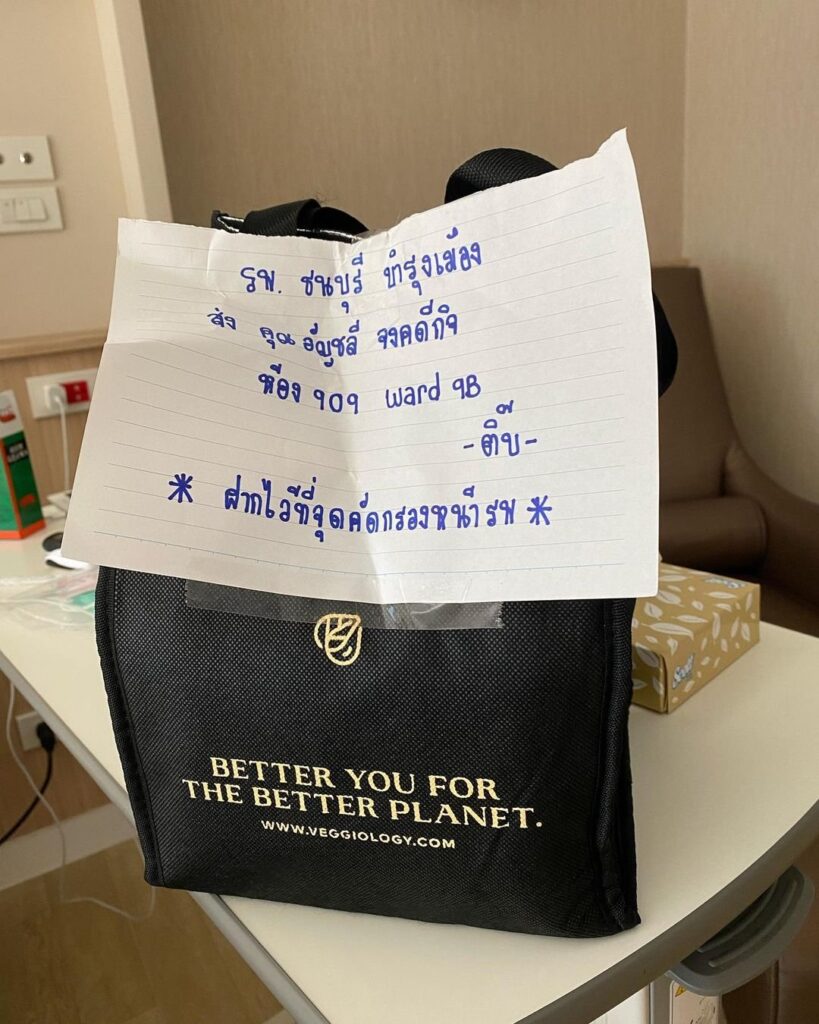 รพ. ธนบุรี บำรุงเมือง
ส่ง คุณ อัญชลี จงคดีกิจ
ห้อง ๑๐๑ ward ๑B
-ติ๊บ-
* ฝากไว้ที่จุดคัดกรองหน้ารพ *
BETTER YOU FOR
THE BETTER PLANET.
WWW.VEGGIOLOGY.COM
Scott